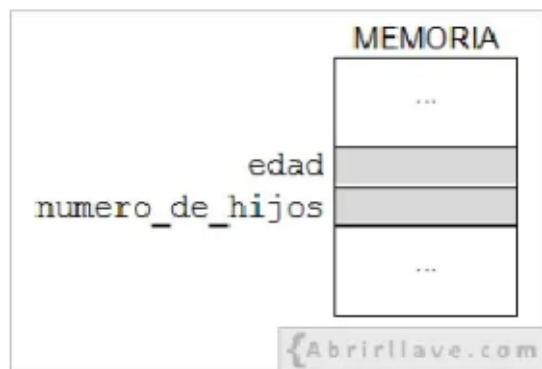 MEMORIA
...
edad
numero_de_hijos
...
{Abrirllave.com